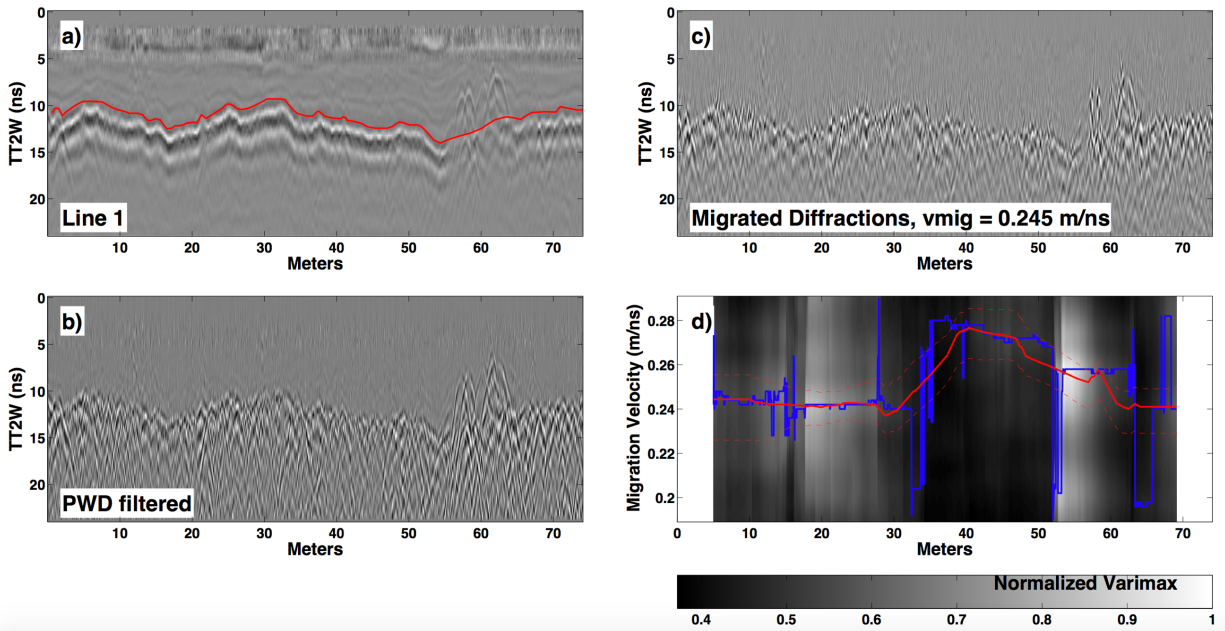 a)
0
5
10
15
20
TT2W (ns)
Line 1
10 20 30 40 50 60 70
Meters
c)
0
5
10
15
20
TT2W (ns)
Migrated Diffractions, vmig = 0.245 m/ns
10 20 30 40 50 60 70
Meters
b)
0
5
10
15
20
TT2W (ns)
PWD filtered
10 20 30 40 50 60 70
Meters
d)
0.28
0.26
0.24
0.22
0.2
Migration Velocity (m/ns)
0 10 20 30 40 50 60 70
Meters
Normalized Varimax
0.4 0.5 0.6 0.7 0.8 0.9 1